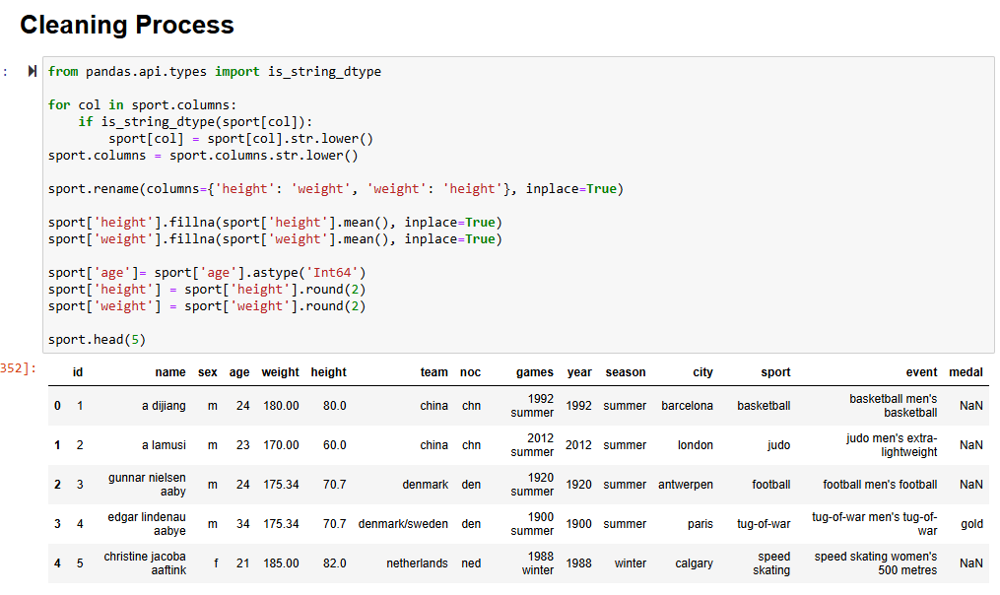 Cleaning Process
:
from pandas.api.types import is_string_dtype
for col in sport.columns:
if is_string_dtype(sport[col]):
sport[col] = sport[col].str.lower()
sport.columns = sport.columns.str.lower()
sport.rename(columns={'height': 'weight', 'weight': 'height'}, inplace=True)
sport['height'].fillna(sport['height'].mean(), inplace=True)
sport['weight'].fillna(sport['weight'].mean(), inplace=True)
sport['age']= sport['age'].astype('Int64')
sport['height'] = sport['height'].round(2)
sport['weight'] = sport['weight'].round(2)
sport.head(5)
352]:
id name sex age weight height team noc games year season city sport event medal
0 1 a dijiang m 24 180.00 80.0 china chn 1992 summer 1992 summer barcelona basketball basketball men's basketball NaN
1 2 a lamusi m 23 170.00 60.0 china chn 2012 summer 2012 summer london judo judo men's extra-lightweight NaN
2 3 gunnar nielsen aaby m 24 175.34 70.7 denmark den 1920 summer 1920 summer antwerpen football football men's football NaN
3 4 edgar lindenau aabye m 34 175.34 70.7 denmark/sweden den 1900 summer 1900 summer paris tug-of-war tug-of-war men's tug-of-war gold
4 5 christine jacoba aaftink f 21 185.00 82.0 netherlands ned 1988 winter 1988 winter calgary speed skating speed skating women's 500 metres NaN